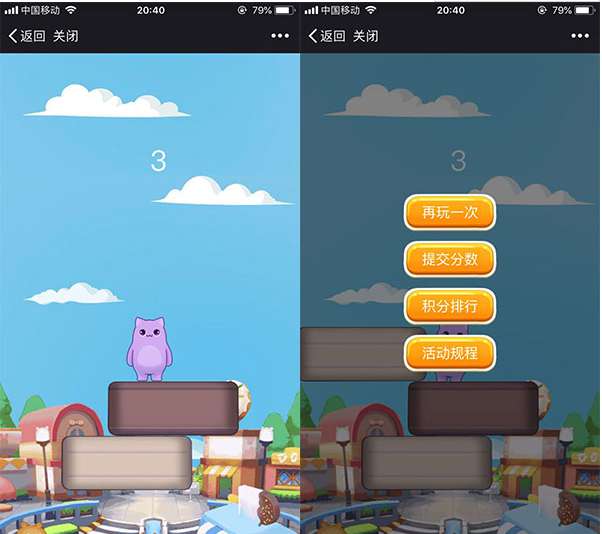 中国移动 20:40 79%
返回 关闭
3
中国移动 20:40 79%
返回 关闭
3
再玩一次
提交分数
积分排行
活动规程